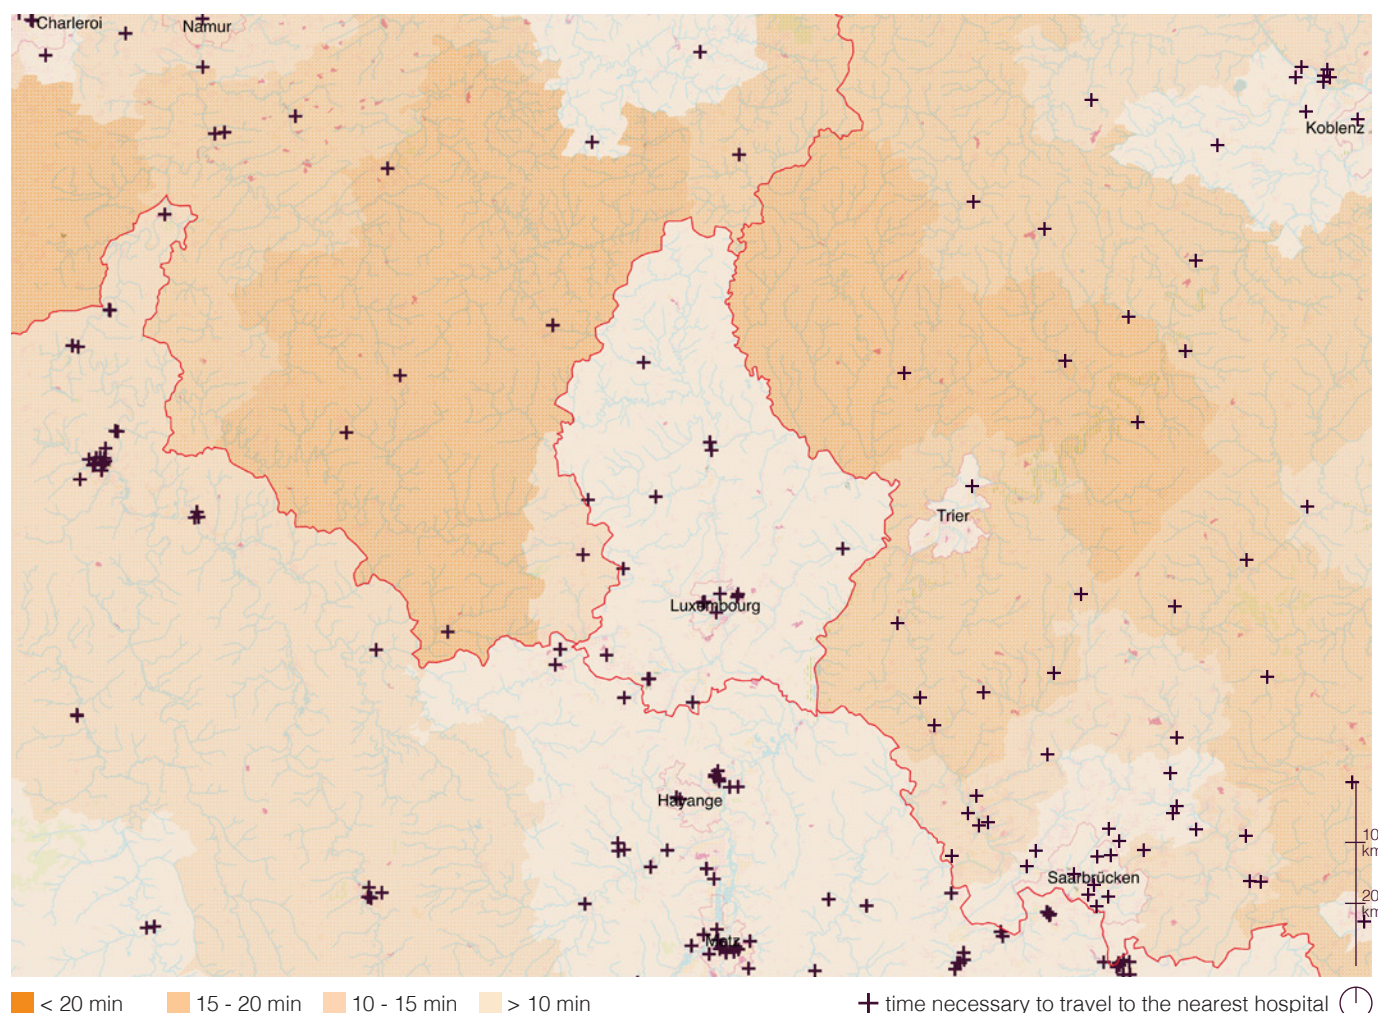 Charleroi
Namur
Koblenz
Trier
Luxembourg
Hayange
Saarbrücken
Metz
10
km
20
km
< 20 min
15 - 20 min
10 - 15 min
> 10 min
time necessary to travel to the nearest hospital